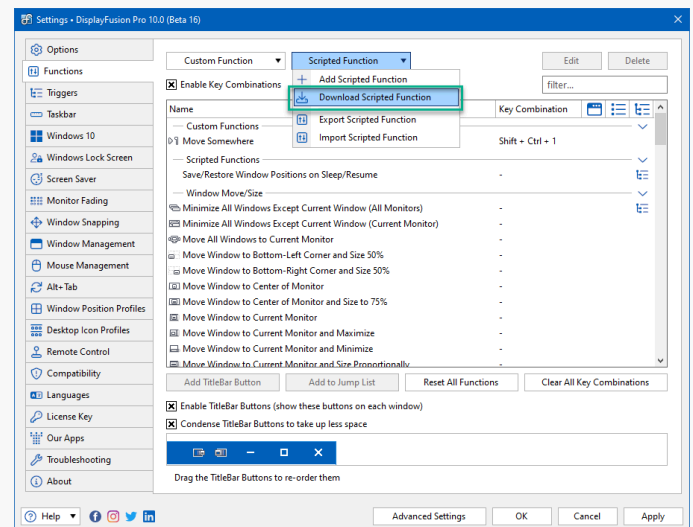 Settings • DisplayFusion Pro 10.0 (Beta 16)
Options
Functions
Triggers
Taskbar
Windows 10
Windows Lock Screen
Screen Saver
Monitor Fading
Window Snapping
Window Management
Mouse Management
Alt+Tab
Window Position Profiles
Desktop Icon Profiles
Remote Control
Compatibility
Languages
License Key
Our Apps
Troubleshooting
About
Custom Function
Scripted Function
Edit
Delete
Enable Key Combinations
filter...
Add Scripted Function
Download Scripted Function
Export Scripted Function
Import Scripted Function
Name
Key Combination
Custom Functions
Move Somewhere
Shift + Ctrl + 1
Scripted Functions
Save/Restore Window Positions on Sleep/Resume -
Window Move/Size
Minimize All Windows Except Current Window (All Monitors) -
Minimize All Windows Except Current Window (Current Monitor) -
Move All Windows to Current Monitor -
Move Window to Bottom-Left Corner and Size 50% -
Move Window to Bottom-Right Corner and Size 50% -
Move Window to Center of Monitor -
Move Window to Center of Monitor and Size to 75% -
Move Window to Current Monitor -
Move Window to Current Monitor and Maximize -
Move Window to Current Monitor and Minimize -
Move Window to Current Monitor and Size Proportionally -
Add TitleBar Button
Add to Jump List
Reset All Functions
Clear All Key Combinations
Enable TitleBar Buttons (show these buttons on each window)
Condense TitleBar Buttons to take up less space
Drag the TitleBar Buttons to re-order them
Help
Advanced Settings
OK
Cancel
Apply